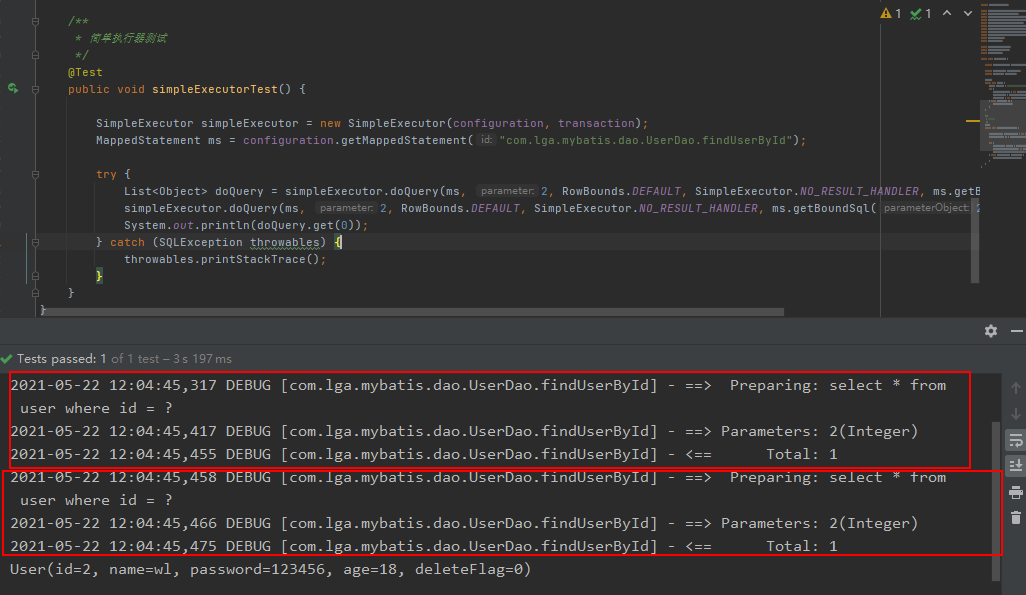 1 1
/**
* 简单执行器测试
*/
@Test
public void simpleExecutorTest() {
SimpleExecutor simpleExecutor = new SimpleExecutor(configuration, transaction);
MappedStatement ms = configuration.getMappedStatement( id: "com.lga.mybatis.dao.UserDao.findUserById");
try {
List<Object> doQuery = simpleExecutor.doQuery(ms, parameter: 2, RowBounds.DEFAULT, SimpleExecutor.NO_RESULT_HANDLER, ms.getB
simpleExecutor.doQuery(ms, parameter: 2, RowBounds.DEFAULT, SimpleExecutor.NO_RESULT_HANDLER, ms.getBoundSql( parameterObject: 2
System.out.println(doQuery.get(0));
} catch (SQLException throwables) {
throwables.printStackTrace();
}
}
}
Tests passed: 1 of 1 test – 3 s 197 ms
2021-05-22 12:04:45,317 DEBUG [com.lga.mybatis.dao.UserDao.findUserById] - ==>  Preparing: select * from
user where id = ?
2021-05-22 12:04:45,417 DEBUG [com.lga.mybatis.dao.UserDao.findUserById] - ==> Parameters: 2(Integer)
2021-05-22 12:04:45,455 DEBUG [com.lga.mybatis.dao.UserDao.findUserById] - <==      Total: 1
2021-05-22 12:04:45,458 DEBUG [com.lga.mybatis.dao.UserDao.findUserById] - ==>  Preparing: select * from
user where id = ?
2021-05-22 12:04:45,466 DEBUG [com.lga.mybatis.dao.UserDao.findUserById] - ==> Parameters: 2(Integer)
2021-05-22 12:04:45,475 DEBUG [com.lga.mybatis.dao.UserDao.findUserById] - <==      Total: 1
User(id=2, name=wl, password=123456, age=18, deleteFlag=0)